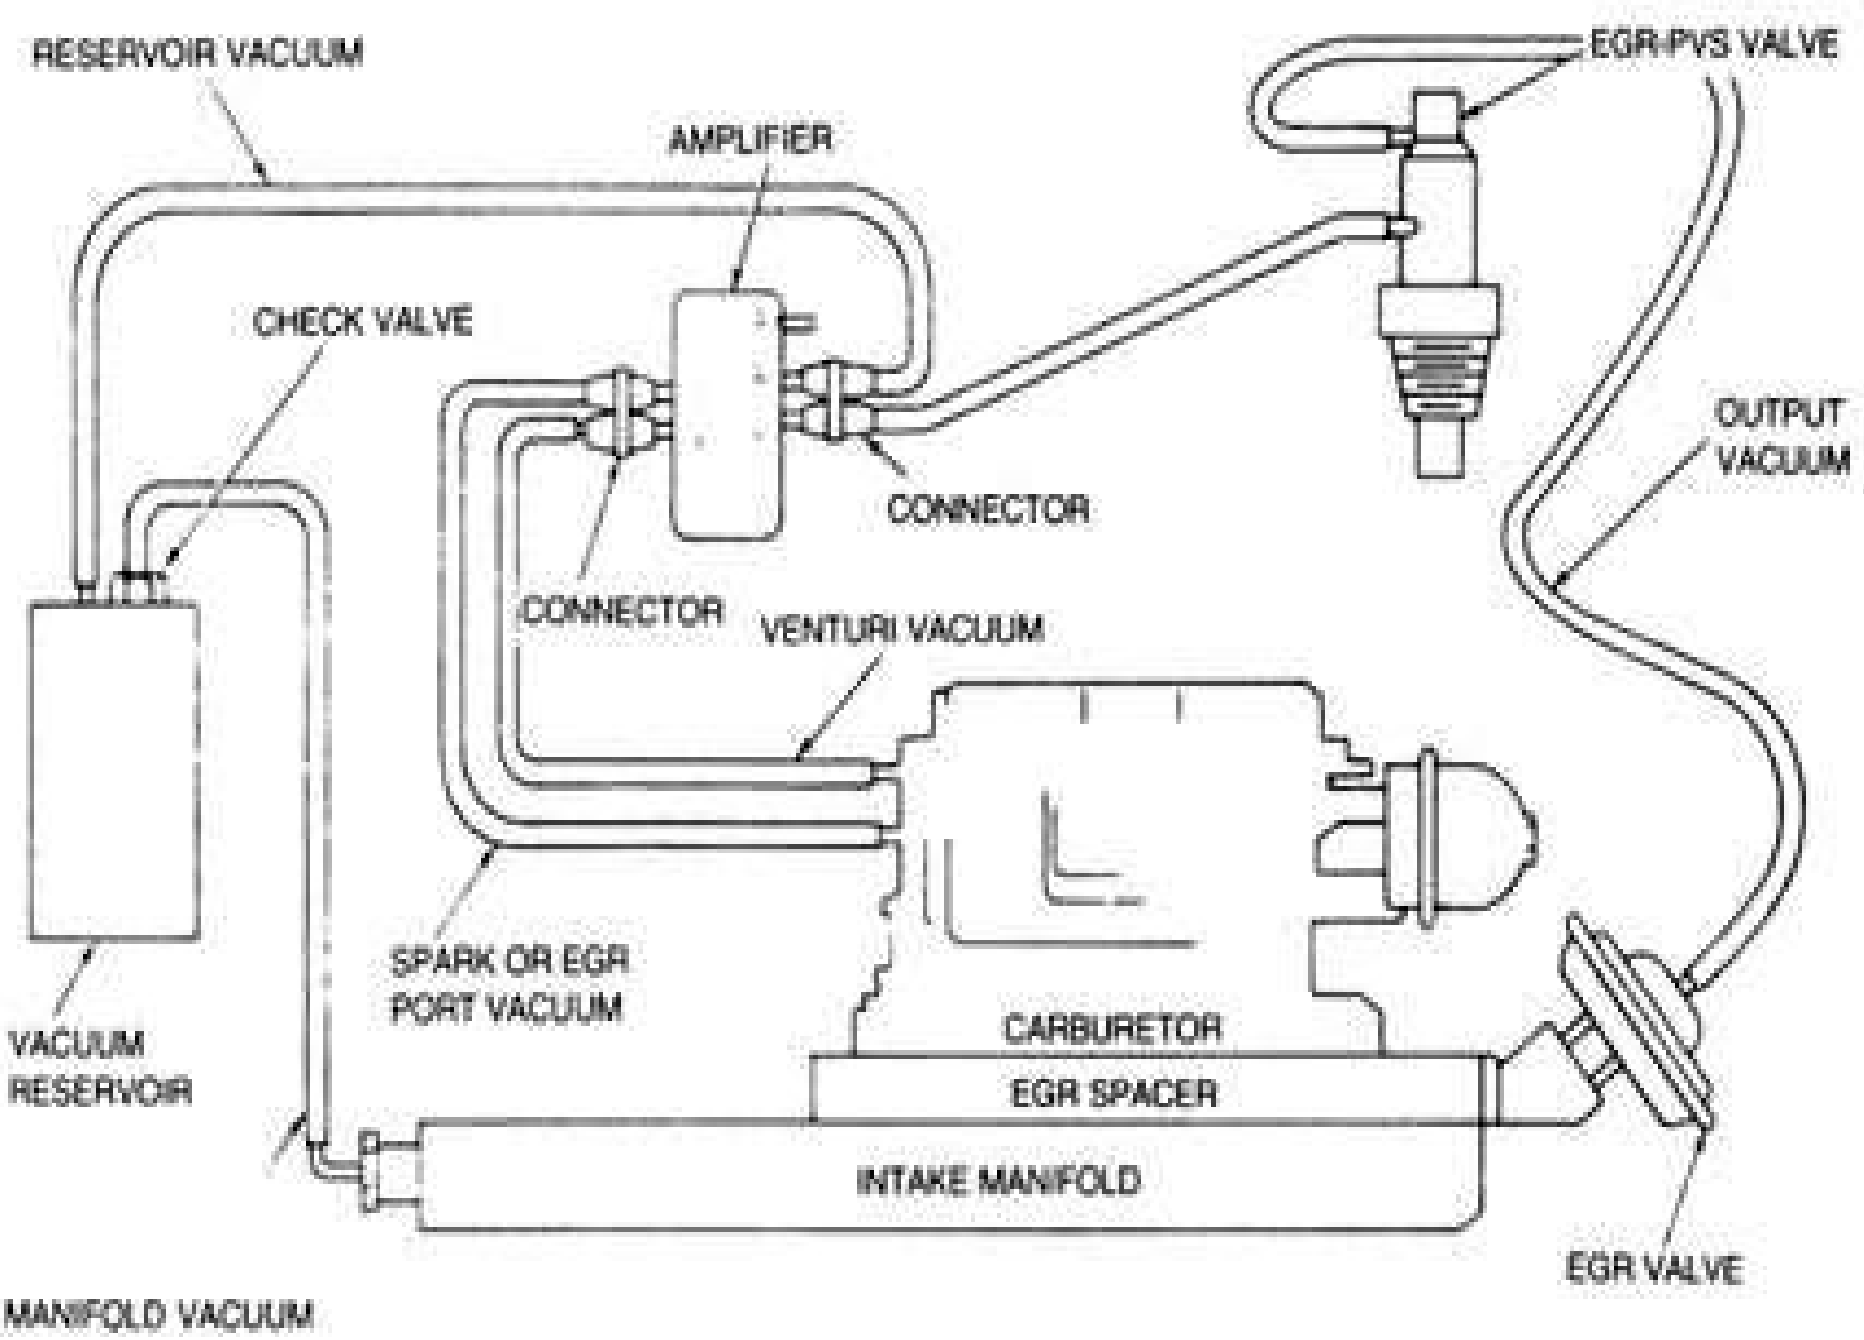 RESERVOIR VACUUM
EGR-PVS VALVE
AMPLIFIER
CHECK VALVE
OUTPUT
VACUUM
CONNECTOR
CONNECTOR
VENTURI VACUUM
SPARK OR EGR
PORT VACUUM
CARBURETOR
VACUUM
RESERVOIR
EGR SPACER
INTAKE MANIFOLD
EGR VALVE
MANIFOLD VACUUM